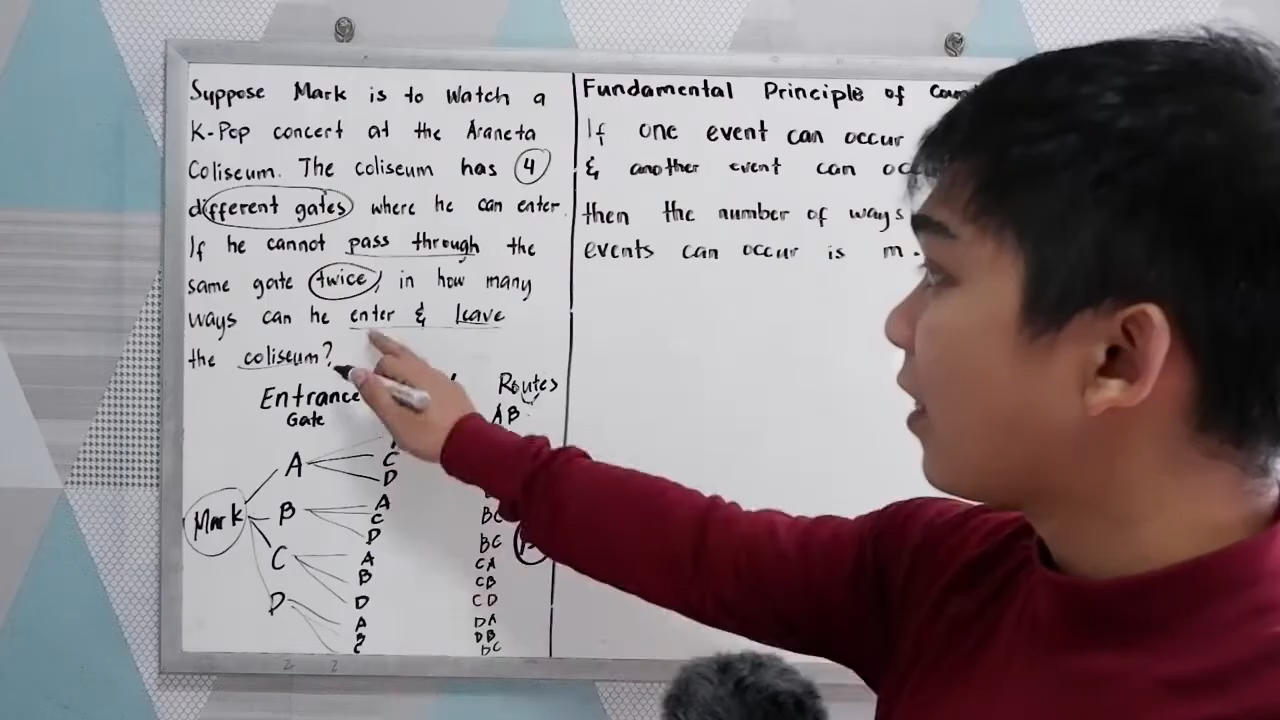 Suppose Mark is to Watch a
K-Pop concert at the Araneta
Coliseum. The coliseum has 4
different gates where he can enter.
If he cannot pass through the
same gate twice, in how many
ways can he enter & leave
the coliseum?
Entrance
Gate
Mark
A
B
C
D
C
D
A
C
D
A
B
D
A
B
C
Routes
AB
BC
BC
CA
CB
CD
DA
DB
DC
Fundamental Principle of
If one event can occur
& another event can
then the number of ways
events can occur is m.